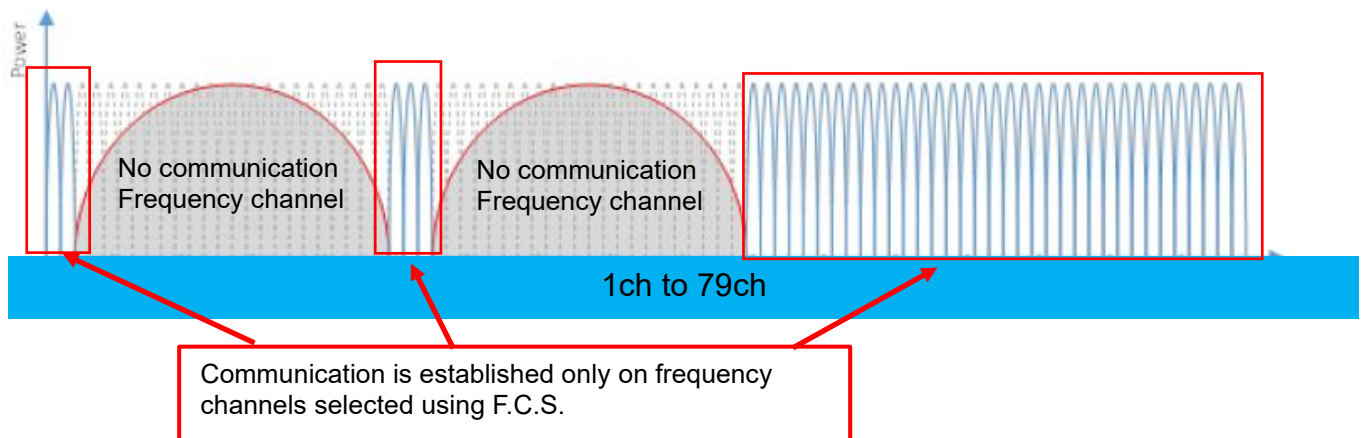 Power
No communication
Frequency channel
No communication
Frequency channel
1ch to 79ch
Communication is established only on frequency
channels selected using F.C.S.